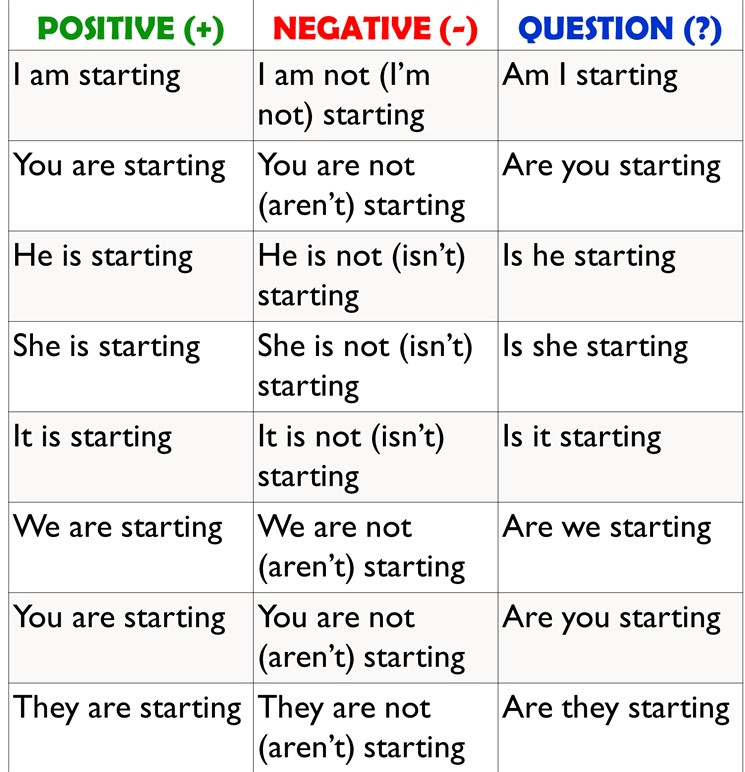 POSITIVE (+) NEGATIVE (-) QUESTION (?)
I am starting
I am not (I’m
not) starting
Am I starting
You are starting
You are not
(aren’t) starting
Are you starting
He is starting
He is not (isn’t)
starting
Is he starting
She is starting
She is not (isn’t)
starting
Is she starting
It is starting
It is not (isn’t)
starting
Is it starting
We are starting
We are not
(aren’t) starting
Are we starting
You are starting
You are not
(aren’t) starting
Are you starting
They are starting
They are not
(aren’t) starting
Are they starting